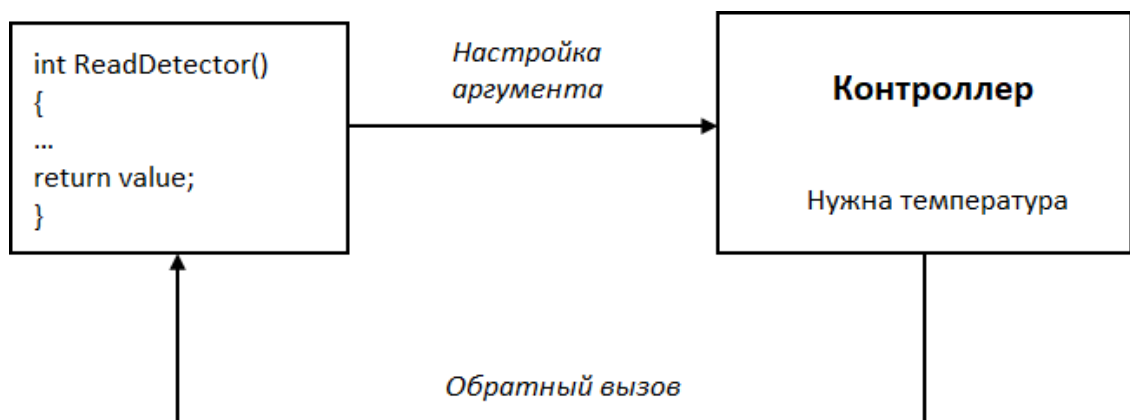 int ReadDetector()
{
...
return value;
}
Настройка
аргумента
Контроллер
Нужна температура
Обратный вызов